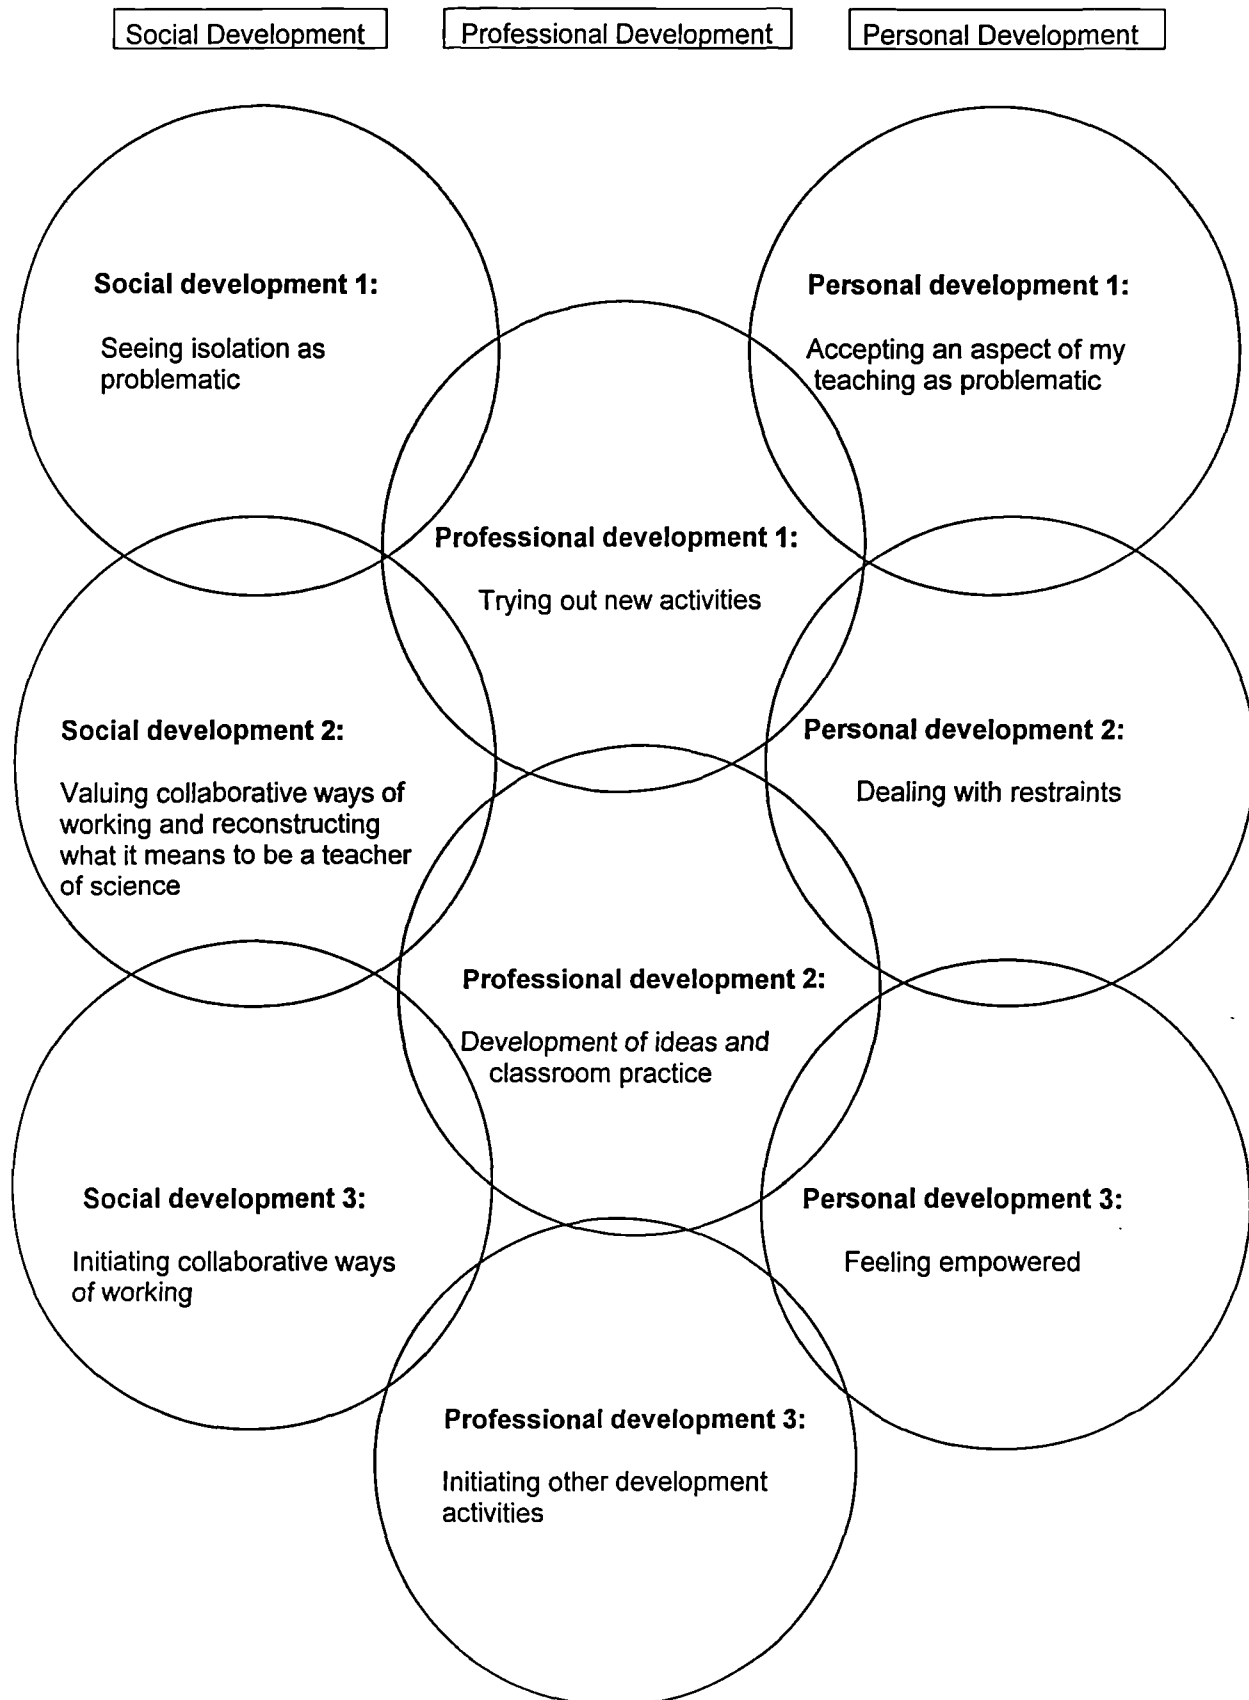 Social Development
Professional Development
Personal Development
Social development 1:
Seeing isolation as
problematic
Personal development 1:
Accepting an aspect of my
teaching as problematic
Professional development 1:
Trying out new activities
Social development 2:
Valuing collaborative ways of
working and reconstructing
what it means to be a teacher
of science
Personal development 2:
Dealing with restraints
Professional development 2:
Development of ideas and
classroom practice
Social development 3:
Initiating collaborative ways
of working
Personal development 3:
Feeling empowered
Professional development 3:
Initiating other development
activities